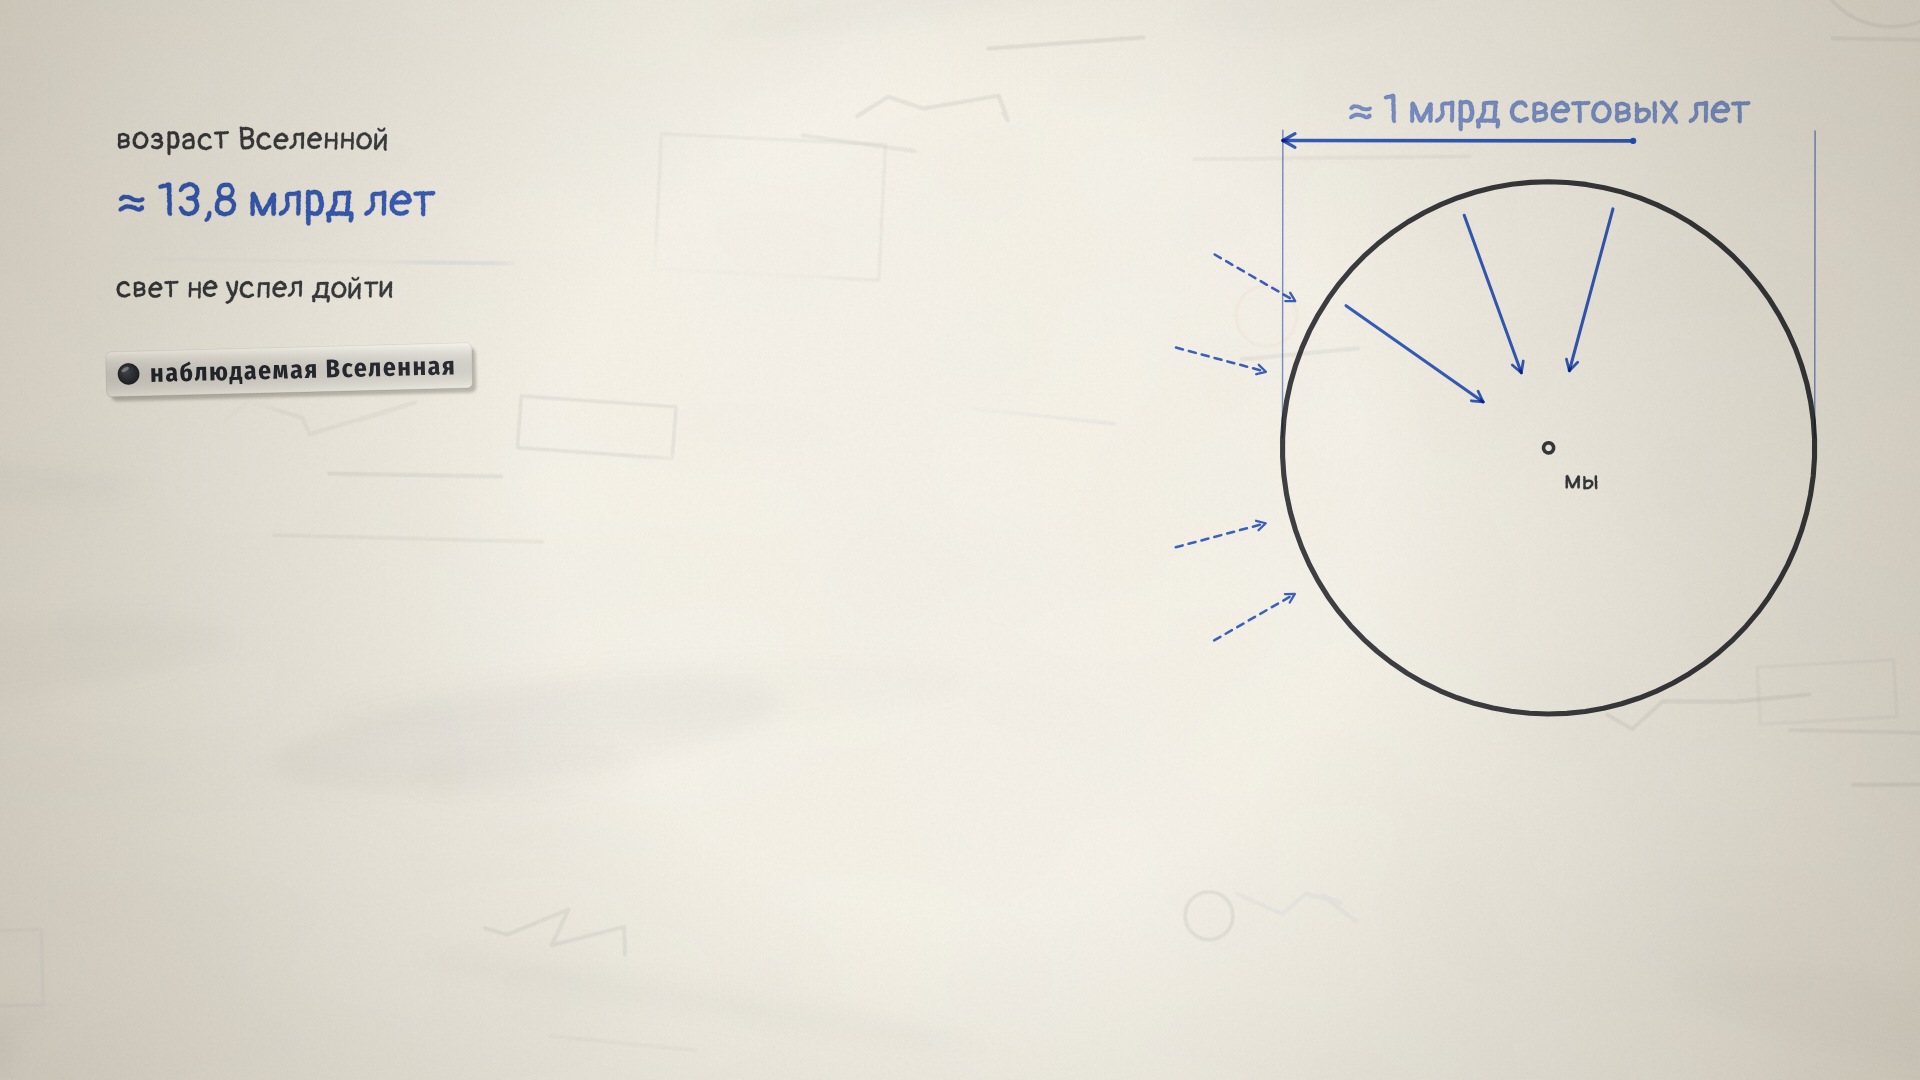 возраст Вселенной
≈ 13,8 млрд лет
свет не успел дойти
наблюдаемая Вселенная
≈ 1 млрд световых лет
мы